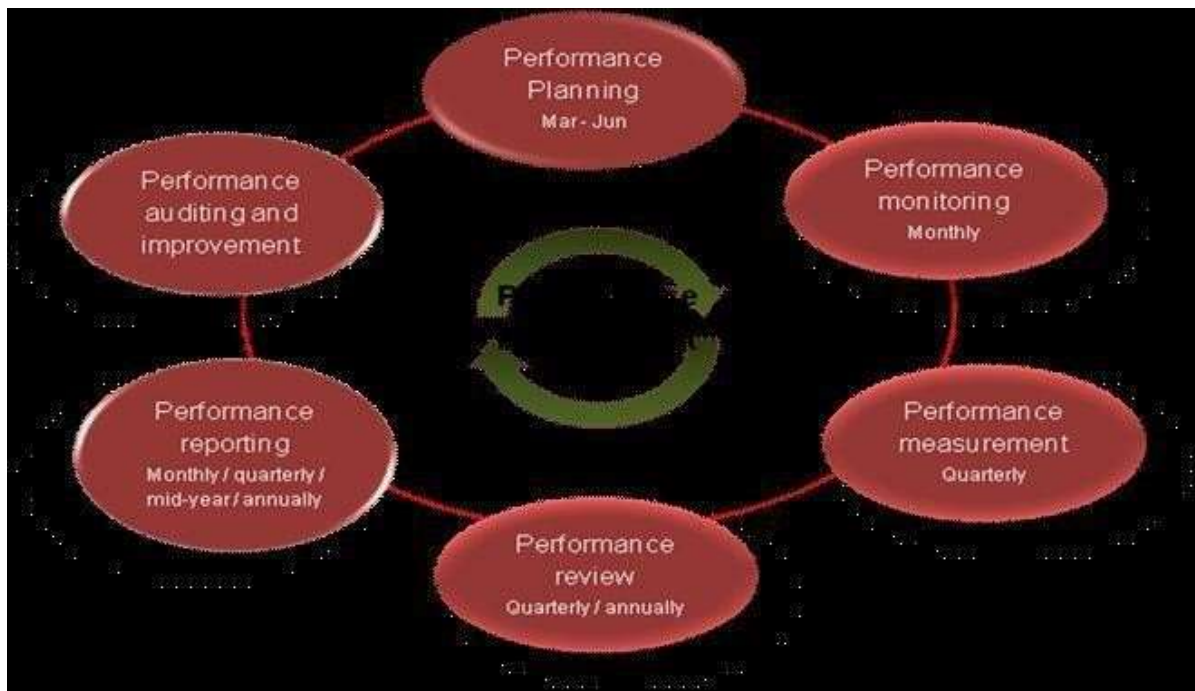 Performance
Planning
Mar- Jun
Performance
monitoring
Monthly
Performance
measurement
Quarterly
Performance
review
Quarterly / annually
Performance
reporting
Monthly / quarterly /
mid-year / annually
Performance
auditing and
improvement